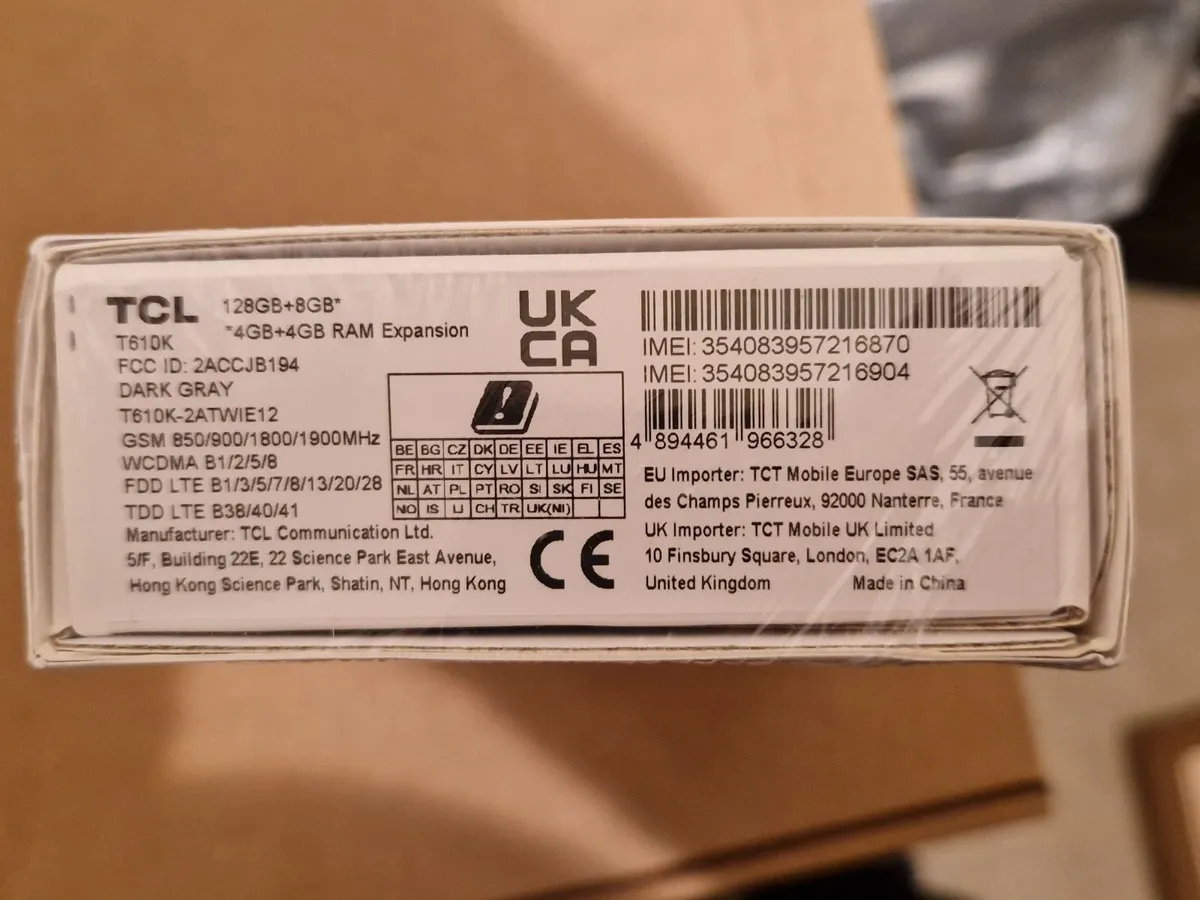 TCL 128GB+8GB*
T610K *4GB+4GB RAM Expansion
FCC ID: 2ACCJB194
DARK GRAY
T610K-2ATWIE12
GSM 850/900/1800/1900MHz
WCDMA B1/2/5/8
FDD LTE B1/3/5/7/8/13/20/28
TDD LTE B38/40/41
Manufacturer: TCL Communication Ltd.
5/F, Building 22E, 22 Science Park East Avenue,
Hong Kong Science Park, Shatin, NT, Hong Kong
UK
CA
!
BE BG CZ DK DE EE IE EL ES
FR HR IT CY LV LT LU HU MT
NL AT PL PT RO SI SK FI SE
NO IS LI CH TR UK(NI)
CE
IMEI: 354083957216870
IMEI: 354083957216904
4 894461 966328
EU Importer: TCT Mobile Europe SAS, 55, avenue
des Champs Pierreux, 92000 Nanterre, France
UK Importer: TCT Mobile UK Limited
10 Finsbury Square, London, EC2A 1AF,
United Kingdom Made in China